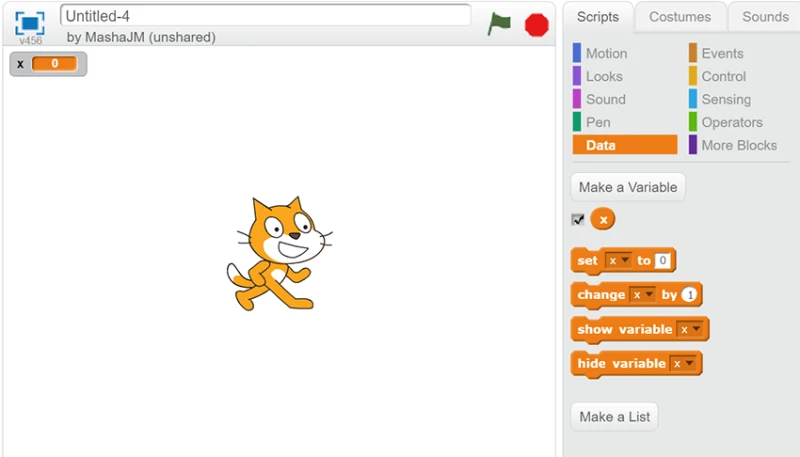 Untitled-4
by MashaJM (unshared)
v456
x 0
Scripts Costumes Sounds
Motion Events
Looks Control
Sound Sensing
Pen Operators
Data More Blocks
Make a Variable
x
set x to 0
change x by 1
show variable x
hide variable x
Make a List